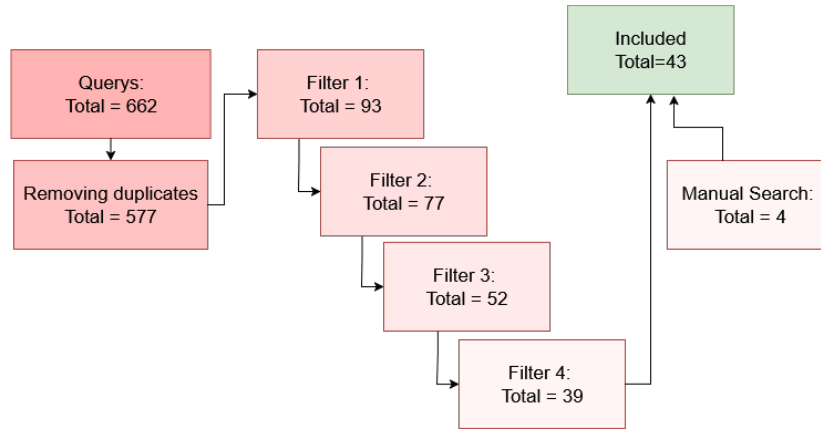 Querys:
Total = 662
Removing duplicates
Total = 577
Filter 1:
Total = 93
Filter 2:
Total = 77
Filter 3:
Total = 52
Filter 4:
Total = 39
Included
Total=43
Manual Search:
Total = 4